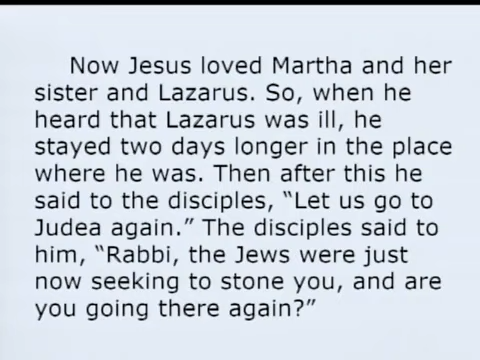 Now Jesus loved Martha and her
sister and Lazarus. So, when he
heard that Lazarus was ill, he
stayed two days longer in the place
where he was. Then after this he
said to the disciples, “Let us go to
Judea again.” The disciples said to
him, “Rabbi, the Jews were just
now seeking to stone you, and are
you going there again?”